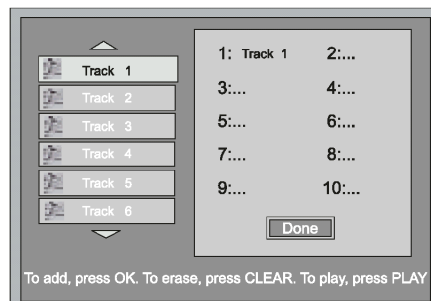 Track 1
Track 2
Track 3
Track 4
Track 5
Track 6
1: Track 1 2:...
3:... 4:...
5:... 6:...
7:... 8:...
9:... 10:...
Done
To add, press OK. To erase, press CLEAR. To play, press PLAY